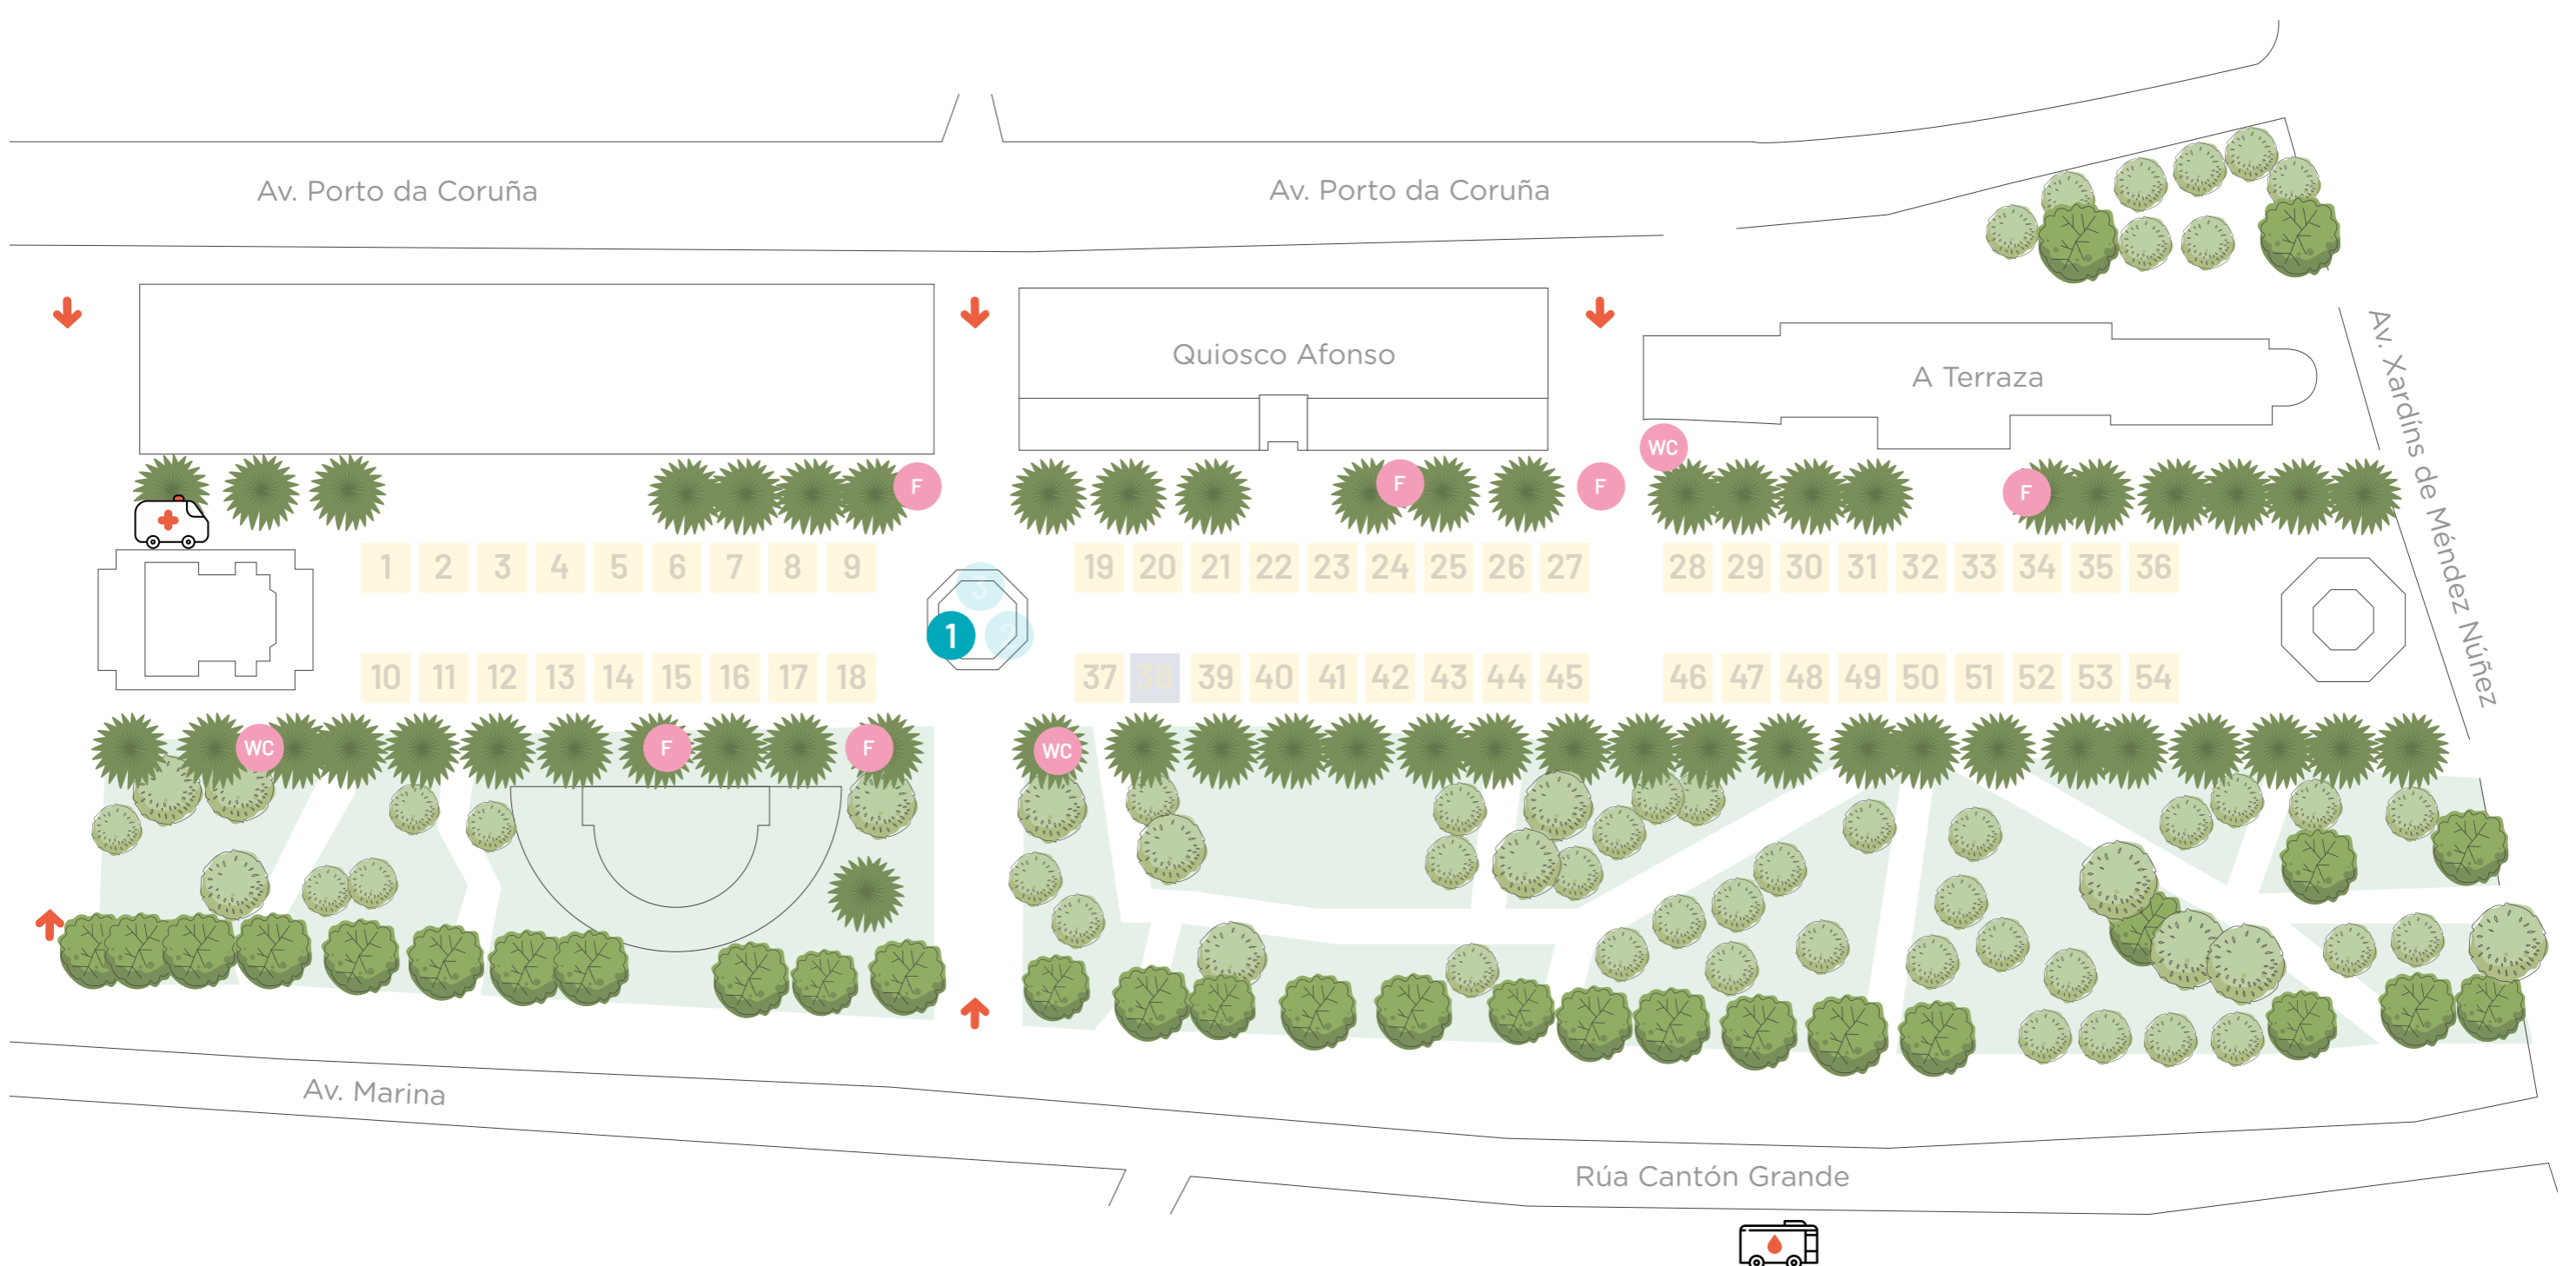 Av. Porto da Coruña
Av. Porto da Coruña
Quiosco Afonso
A Terraza
Av. Xardíns de Méndez Núñez
WC
F
F
F
F
1 2 3 4 5 6 7 8 9
19 20 21 22 23 24 25 26 27
28 29 30 31 32 33 34 35 36
3
1
2
10 11 12 13 14 15 16 17 18
37 38 39 40 41 42 43 44 45
46 47 48 49 50 51 52 53 54
WC
F
F
WC
Av. Marina
Rúa Cantón Grande